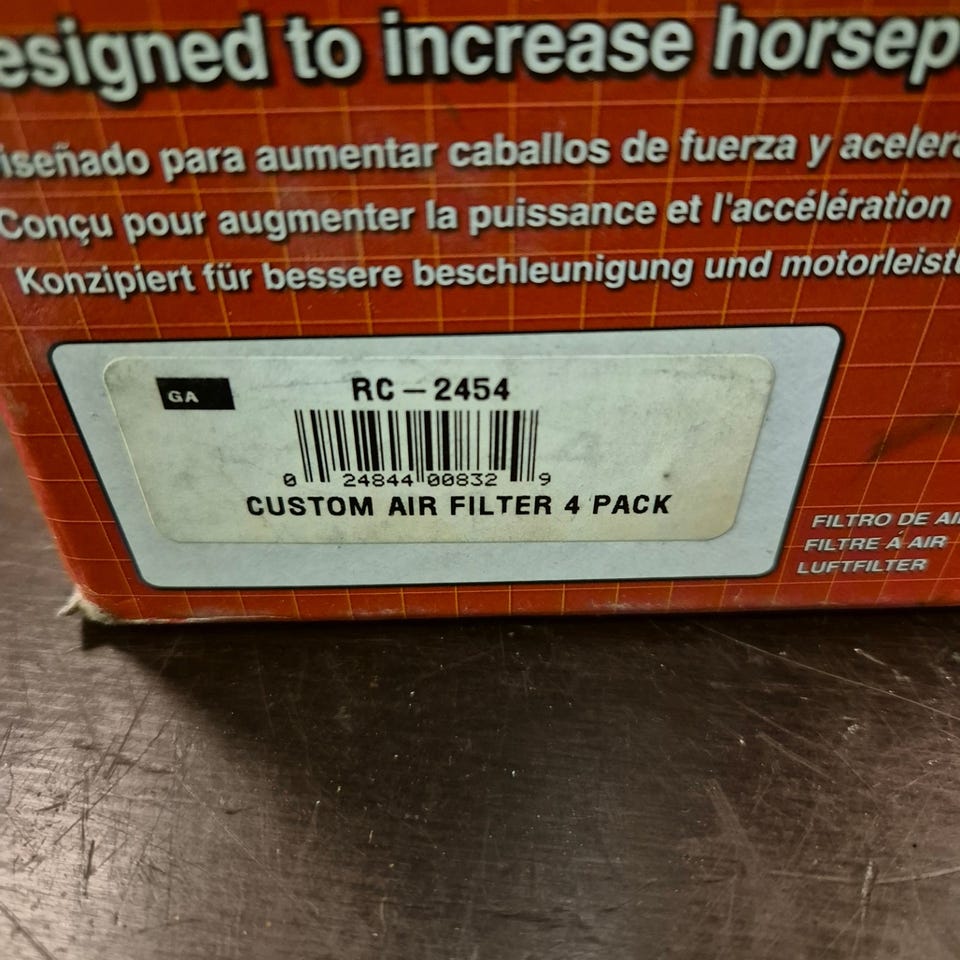 esigned to increase horsep
iseñado para aumentar caballos de fuerza y aceler
Conçu pour augmenter la puissance et l'accélération
Konzipiert für bessere beschleunigung und motorleist
GA
RC – 2454
0 24844 00832 9
CUSTOM AIR FILTER 4 PACK
FILTRO DE AI
FILTRE À AIR
LUFTFILTER